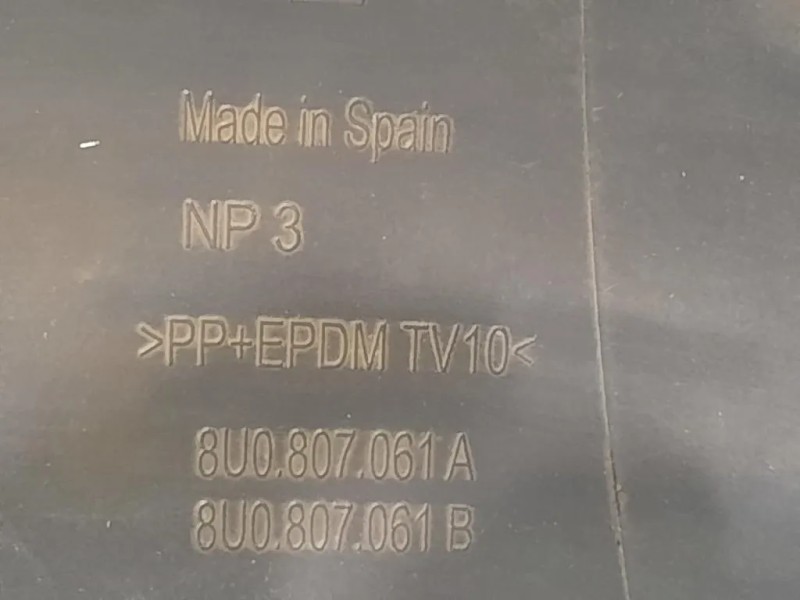 Made in Spain
NP 3
>PP+EPDM TV10<
8U0.807.061 A
8U0.807.061 B